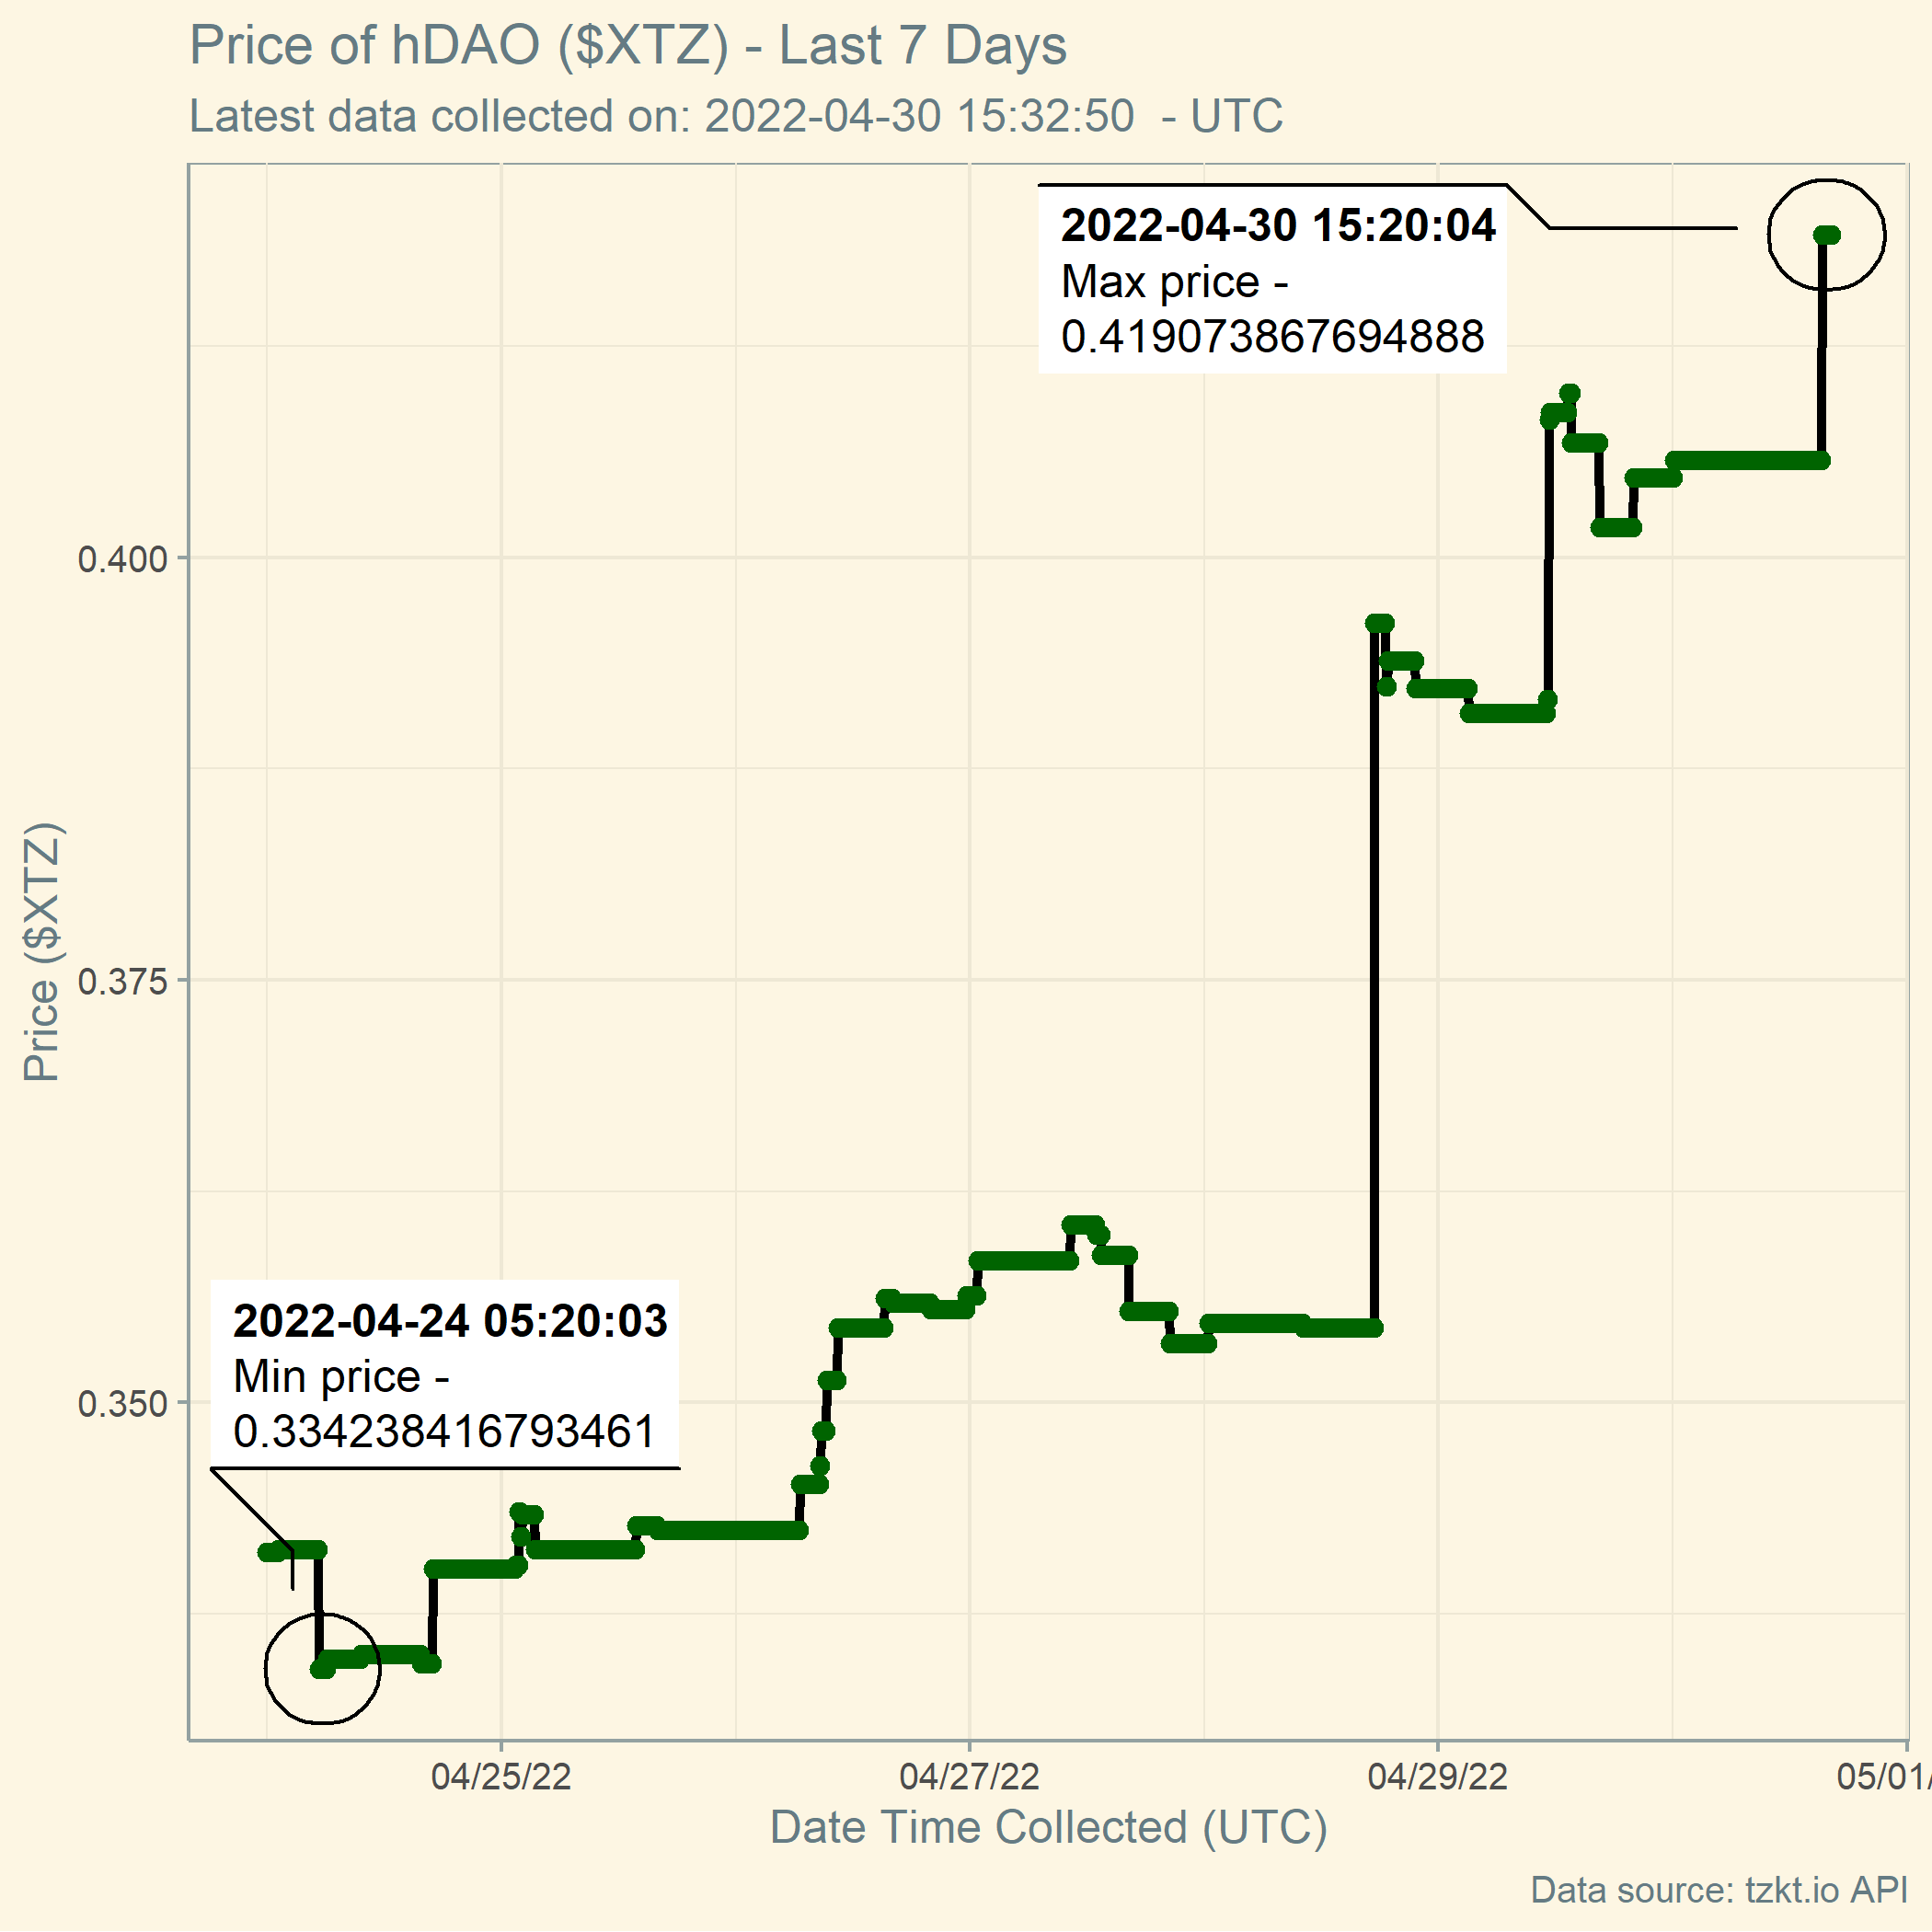 Price of hDAO ($XTZ) - Last 7 Days
Latest data collected on: 2022-04-30 15:32:50  - UTC
2022-04-30 15:20:04
Max price -
0.419073867694888
0.400
0.375
0.350
Price ($XTZ)
2022-04-24 05:20:03
Min price -
0.334238416793461
04/25/22
04/27/22
04/29/22
05/01/
Date Time Collected (UTC)
Data source: tzkt.io API